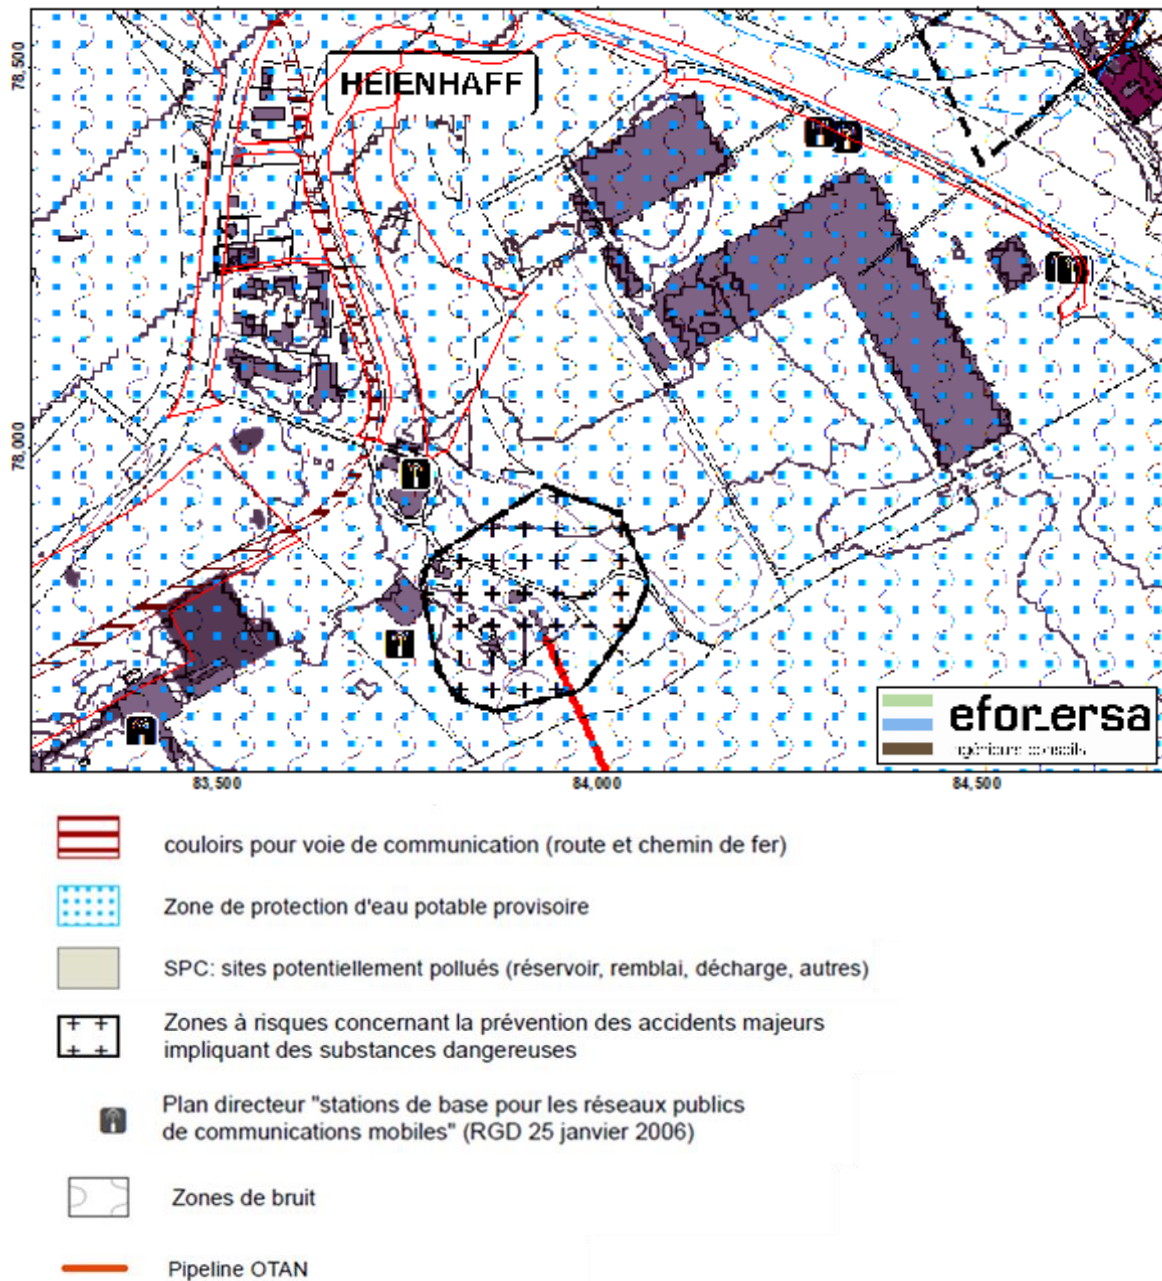 78,500
HEIENHAFF
78,000
efor_ersa
ingénieurs conseils
83,500
84,000
84,500
couloirs pour voie de communication (route et chemin de fer)
Zone de protection d'eau potable provisoire
SPC: sites potentiellement pollués (réservoir, remblai, décharge, autres)
Zones à risques concernant la prévention des accidents majeurs
impliquant des substances dangereuses
Plan directeur "stations de base pour les réseaux publics
de communications mobiles" (RGD 25 janvier 2006)
Zones de bruit
Pipeline OTAN